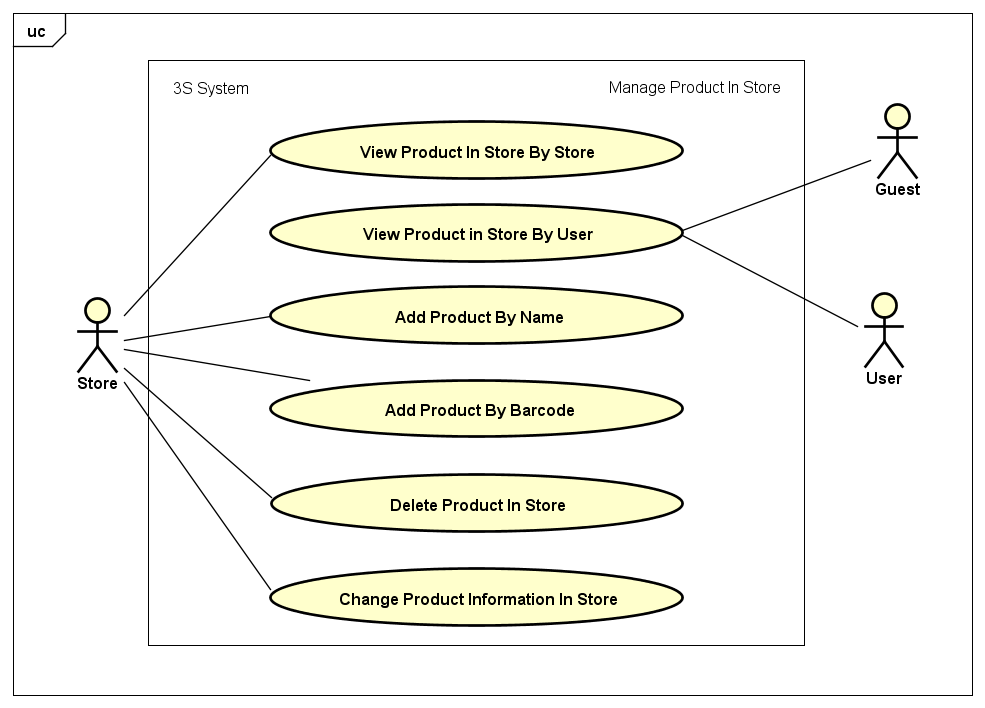 uc
3S System
Manage Product In Store
View Product In Store By Store
Guest
View Product in Store By User
Add Product By Name
Store
User
Add Product By Barcode
Delete Product In Store
Change Product Information In Store